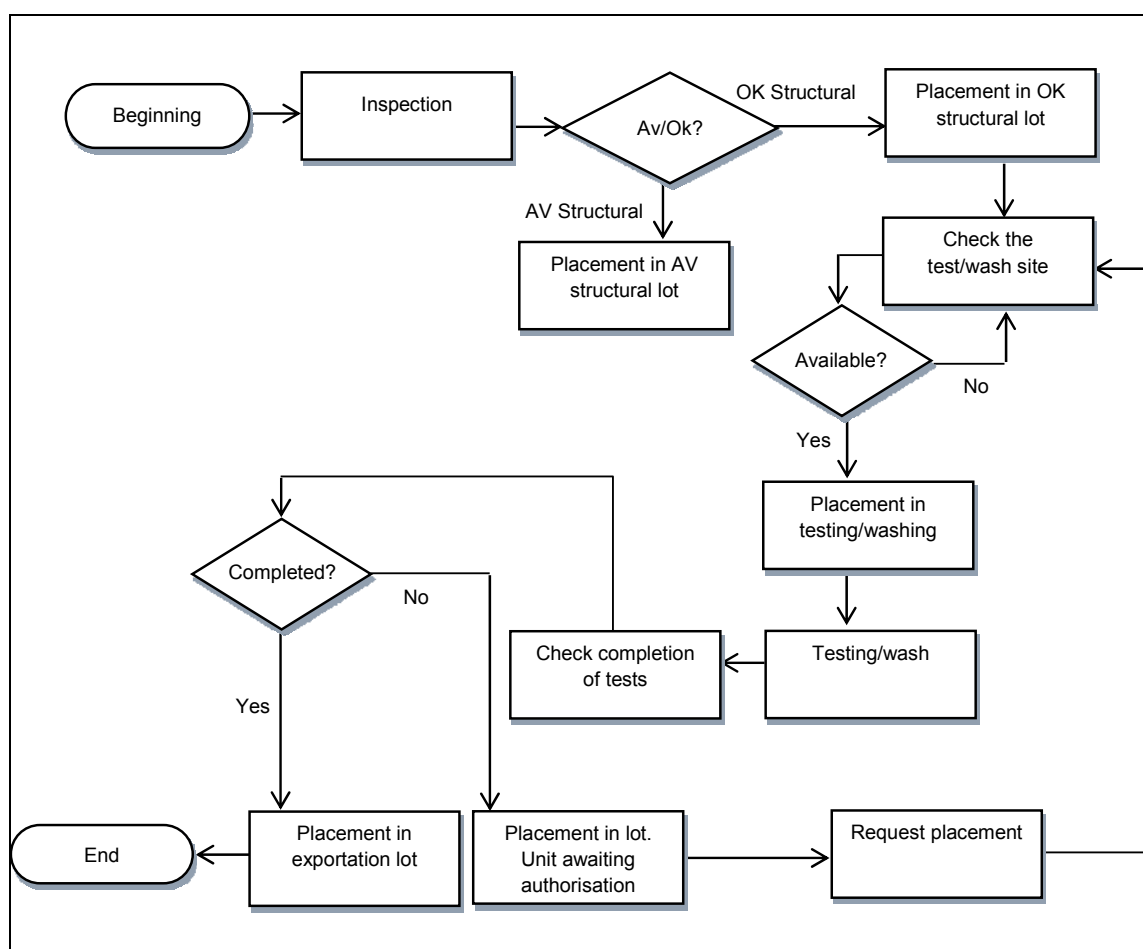 Beginning
Inspection
Av/Ok?
OK Structural
Placement in OK
structural lot
AV Structural
Placement in AV
structural lot
Check the
test/wash site
Available?
No
Yes
Placement in
testing/washing
Completed?
No
Testing/wash
Check completion
of tests
Yes
End
Placement in
exportation lot
Placement in lot.
Unit awaiting
authorisation
Request placement